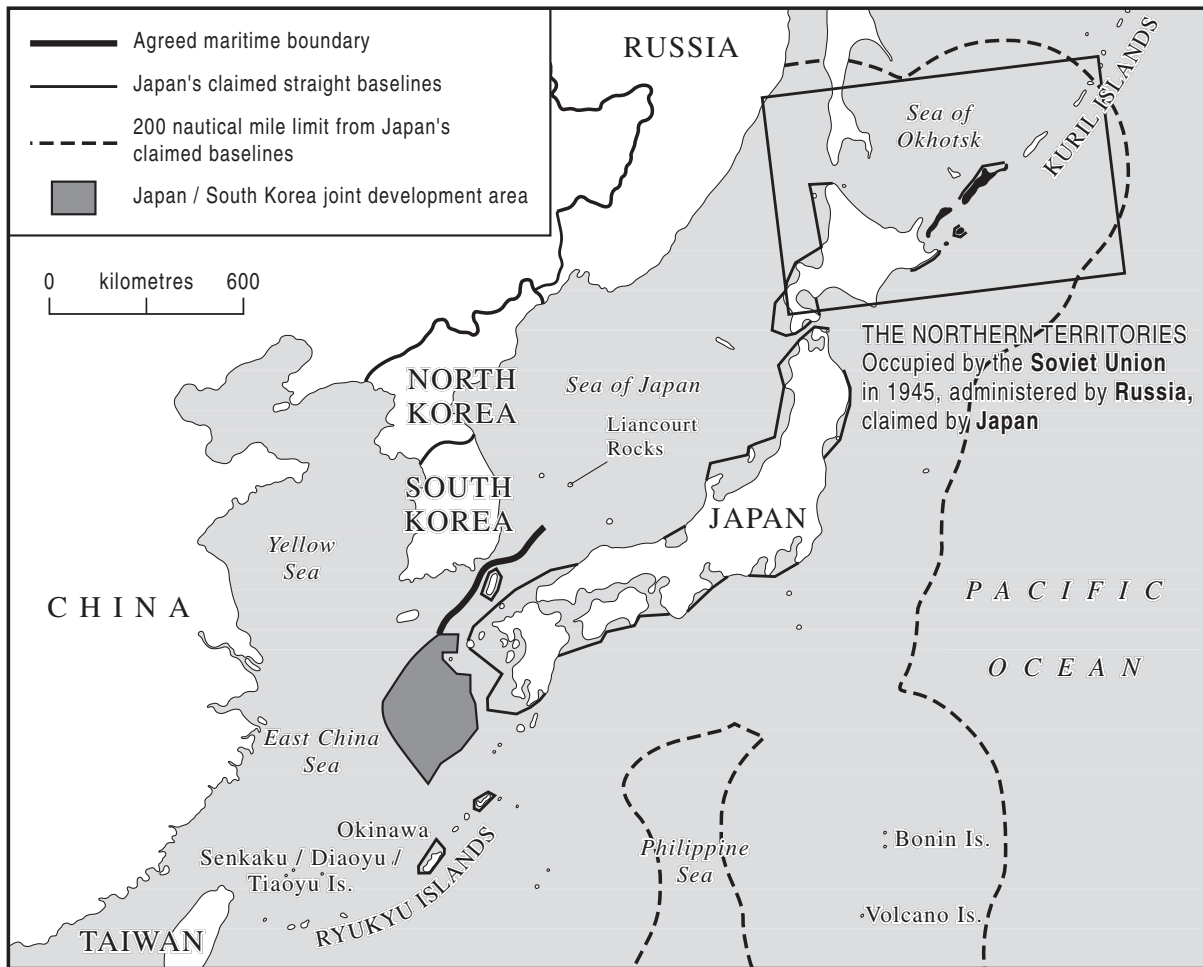 Agreed maritime boundary
Japan's claimed straight baselines
200 nautical mile limit from Japan's
claimed baselines
Japan / South Korea joint development area
0 kilometres 600
RUSSIA
Sea of
Okhotsk
KURIL ISLANDS
THE NORTHERN TERRITORIES
Occupied by the Soviet Union
in 1945, administered by Russia,
claimed by Japan
NORTH
KOREA
Sea of Japan
Liancourt
Rocks
SOUTH
KOREA
JAPAN
Yellow
Sea
CHINA
PACIFIC
OCEAN
East China
Sea
Okinawa
Senkaku / Diaoyu /
Tiaoyu Is.
RYUKYU ISLANDS
Philippine
Sea
Bonin Is.
Volcano Is.
TAIWAN